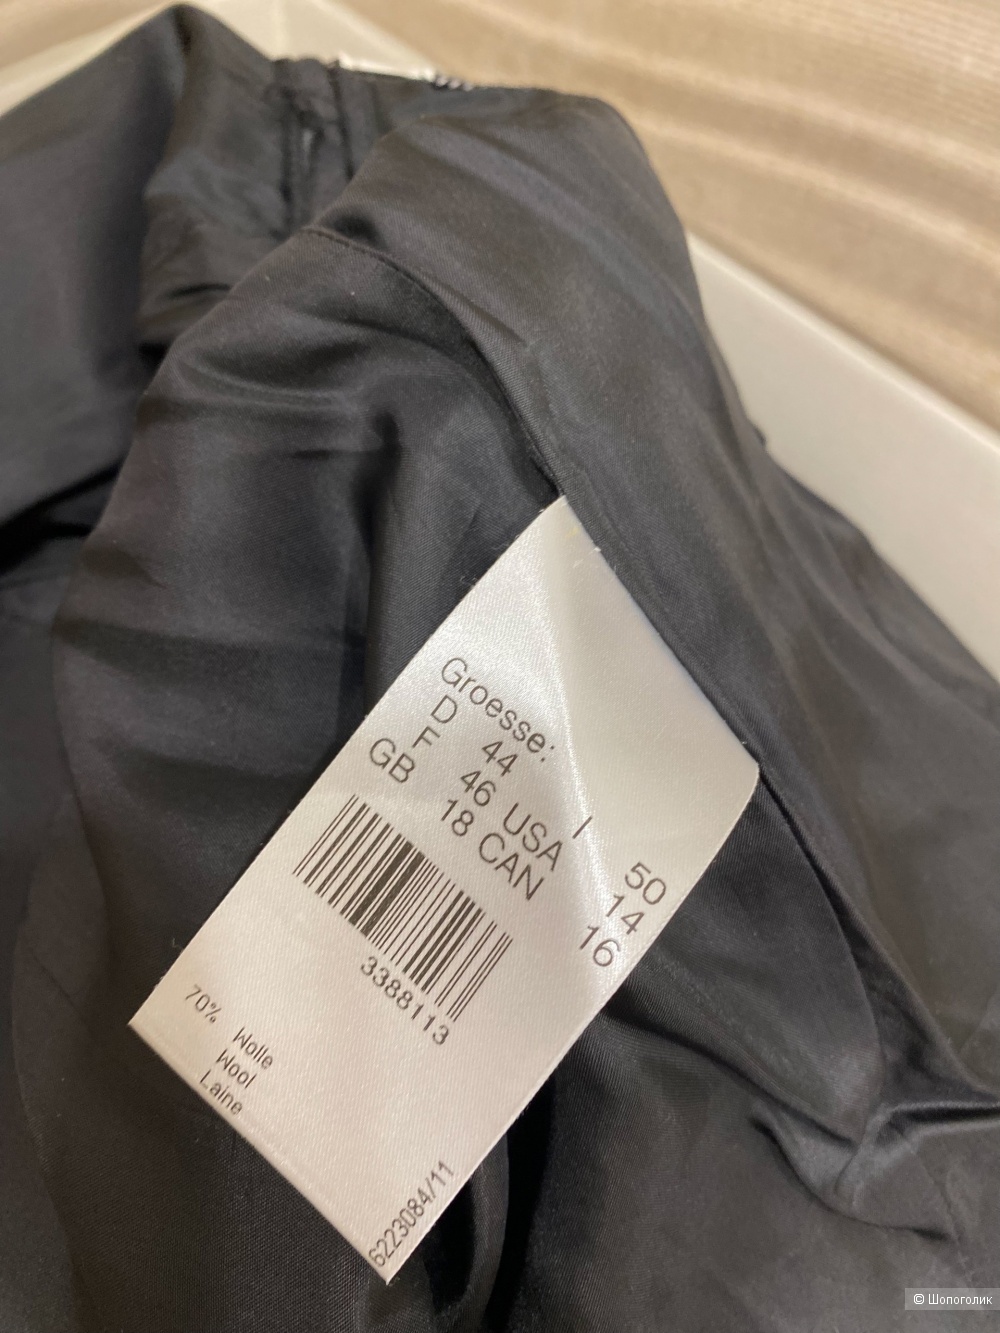 Groesse:
D 44 I 50
F 46 USA 14
GB 18 CAN 16
3388113
70% Wolle
Wool
Laine
6223084/11
© Шопоголик